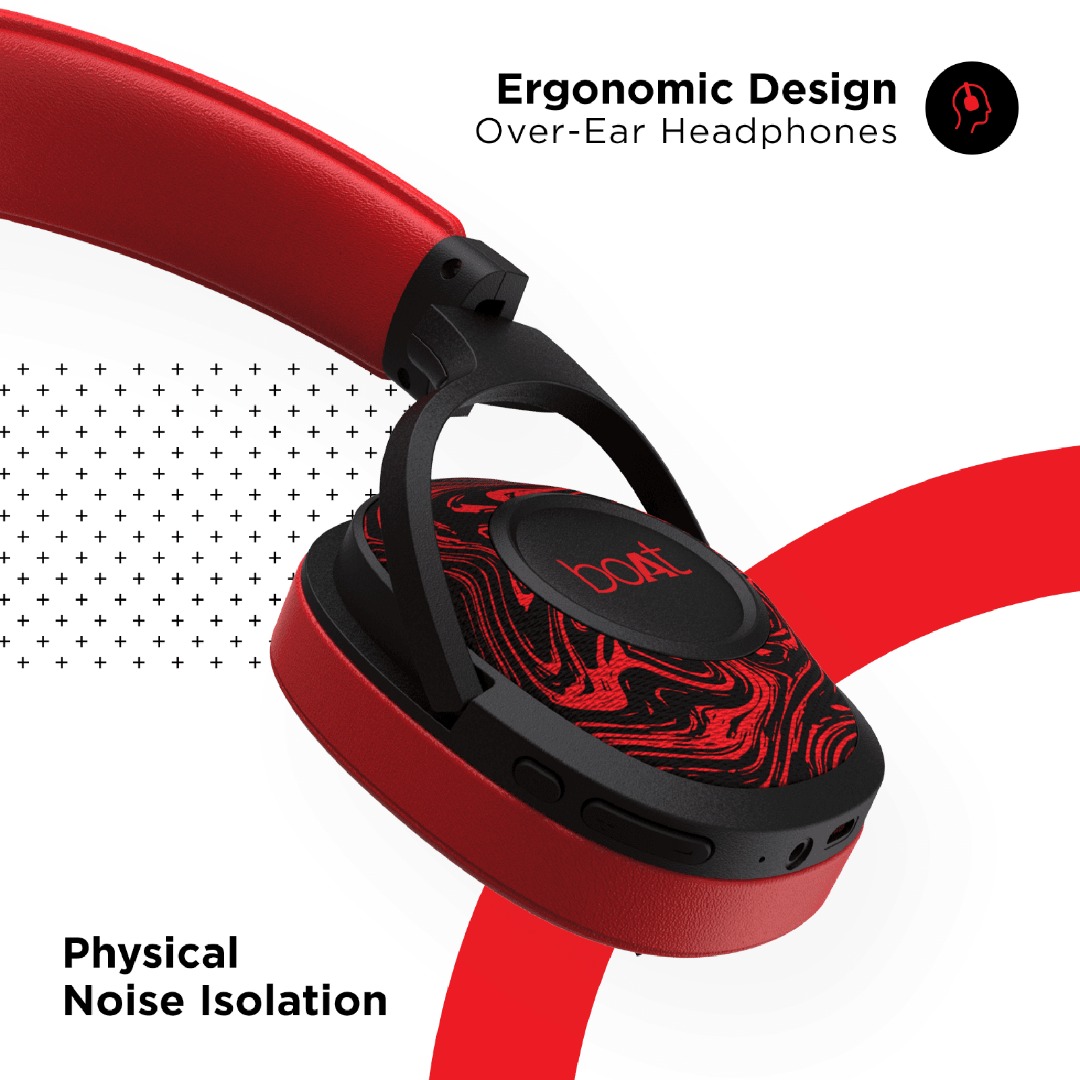 Ergonomic Design
Over-Ear Headphones
boAt
Physical
Noise Isolation